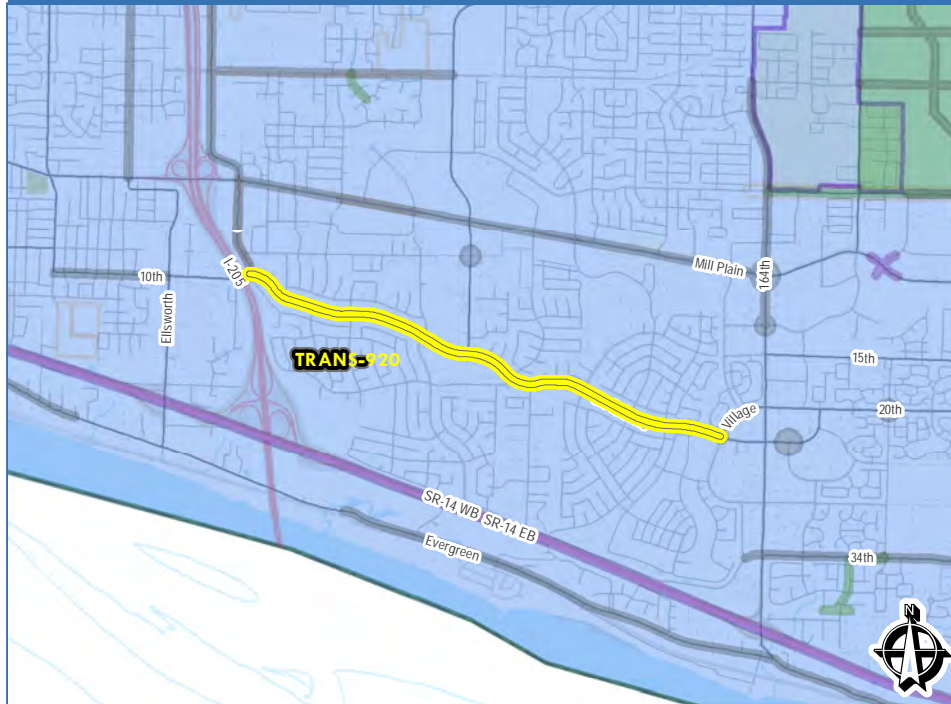 Mill Plain
164th
I-205
10th
Ellsworth
TRANS-920
15th
Village
20th
SR-14 WB SR-14 EB
Evergreen
34th
N